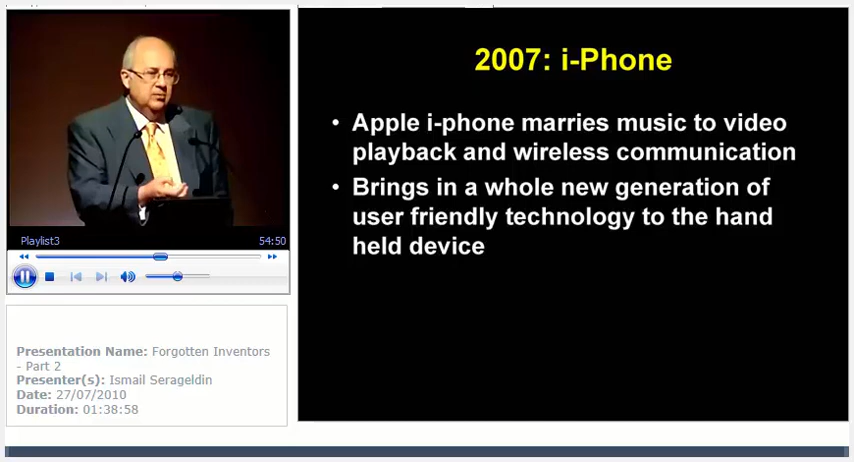 2007: i-Phone
• Apple i-phone marries music to video
playback and wireless communication
• Brings in a whole new generation of
user friendly technology to the hand
held device
Playlist3 54:50
Presentation Name: Forgotten Inventors
- Part 2
Presenter(s): Ismail Serageldin
Date: 27/07/2010
Duration: 01:38:58